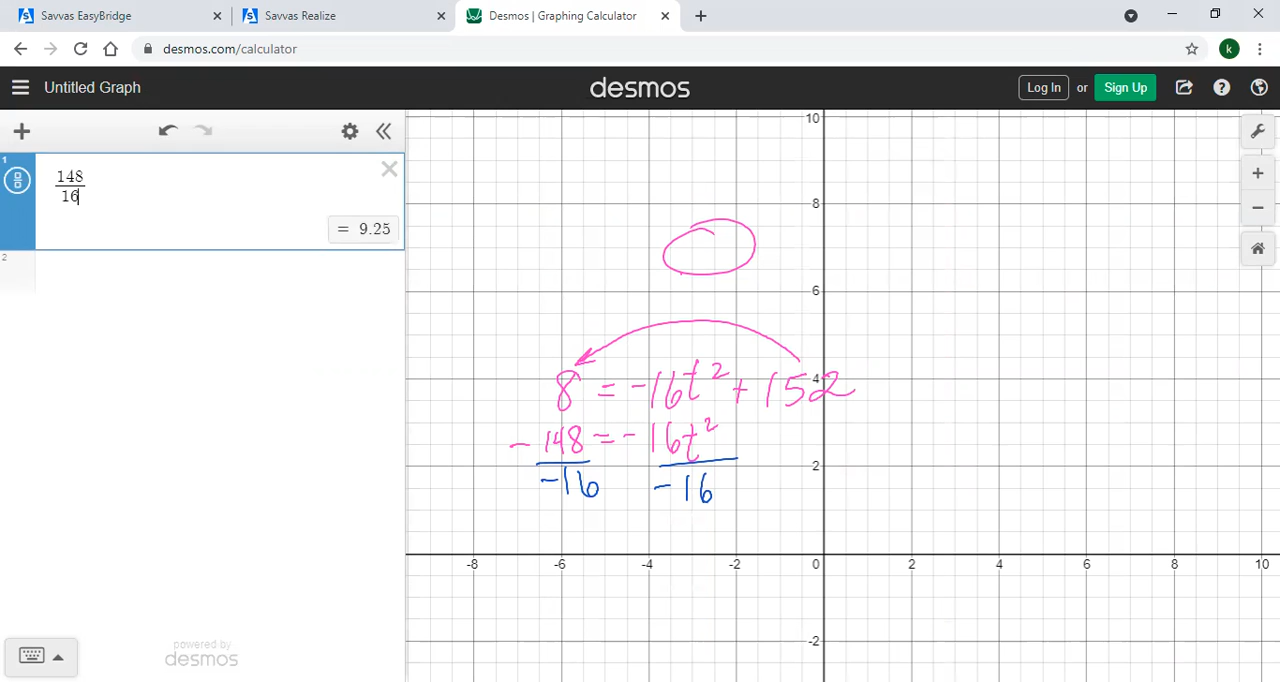 Savvas EasyBridge
Savvas Realize
Desmos | Graphing Calculator
desmos.com/calculator
k
Untitled Graph
desmos
Log In or Sign Up
1
148
16
= 9.25
2
10
8
6
4
2
-8 -6 -4 -2 0 2 4 6 8 10
-2
8 = -16t² + 152
-148 = -16t²
-16 -16
powered by
desmos